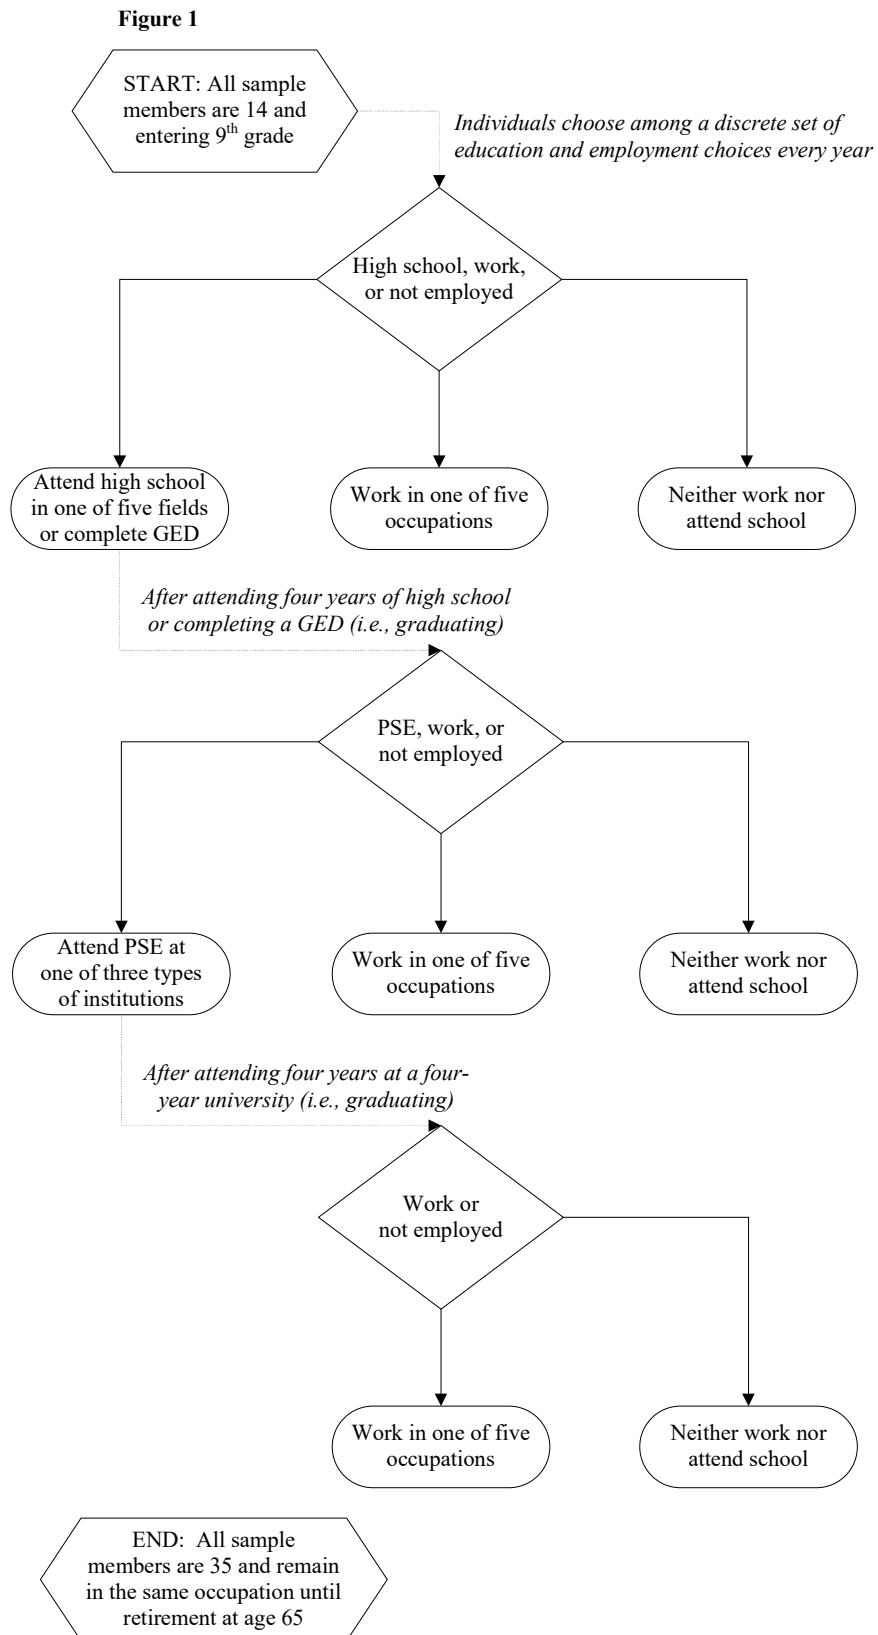 Figure 1
START: All sample
members are 14 and
entering 9th grade
Individuals choose among a discrete set of
education and employment choices every year
High school, work,
or not employed
Attend high school
in one of five fields
or complete GED
Work in one of five
occupations
Neither work nor
attend school
After attending four years of high school
or completing a GED (i.e., graduating)
PSE, work, or
not employed
Attend PSE at
one of three types
of institutions
Work in one of five
occupations
Neither work nor
attend school
After attending four years at a four-
year university (i.e., graduating)
Work or
not employed
Work in one of five
occupations
Neither work nor
attend school
END: All sample
members are 35 and remain
in the same occupation until
retirement at age 65